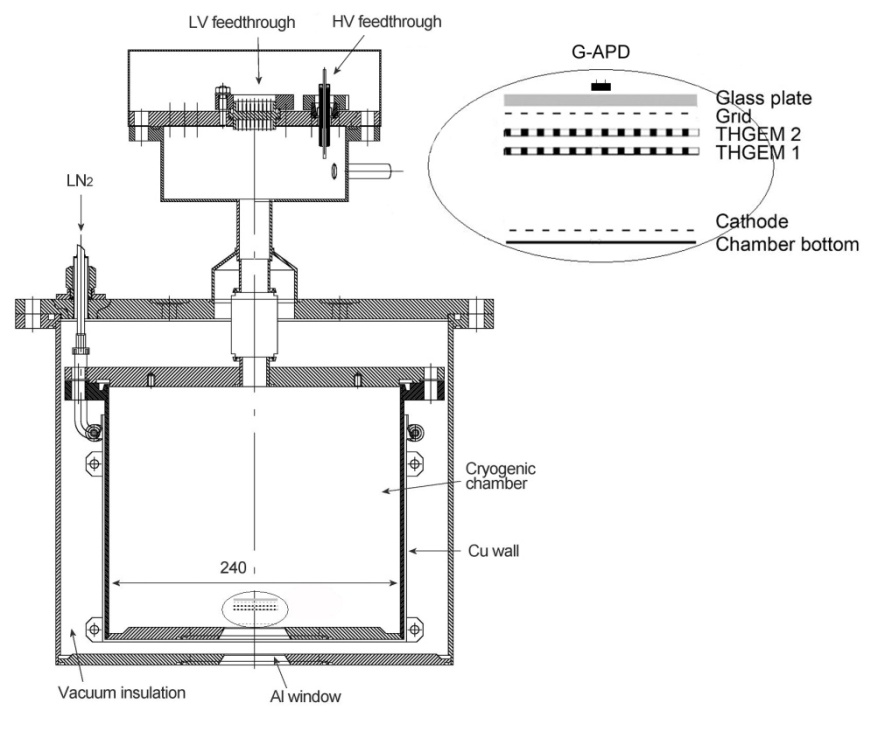 LV feedthrough
HV feedthrough
G-APD
Glass plate
Grid
THGEM 2
THGEM 1
LN2
Cathode
Chamber bottom
Cryogenic
chamber
Cu wall
240
Vacuum insulation
Al window